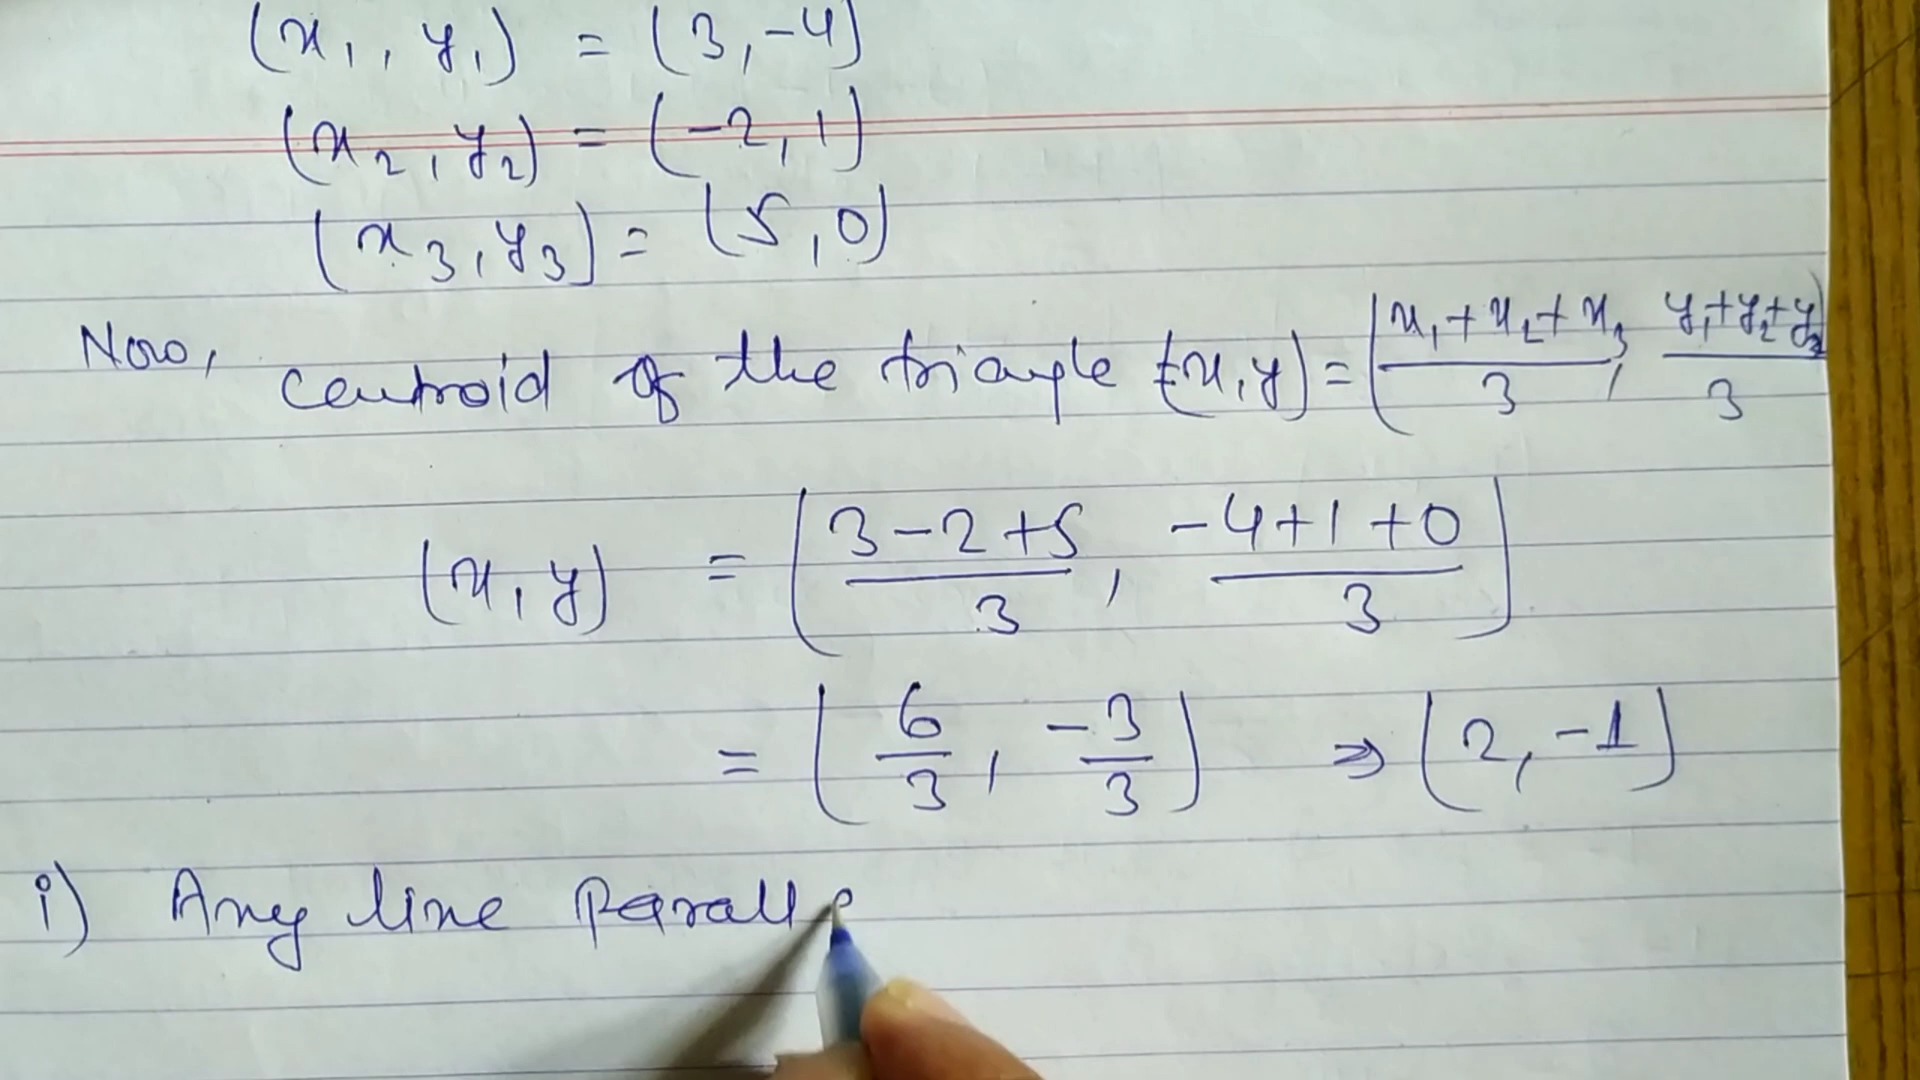 (x₁, y₁) = (3, -4)
(x₂, y₂) = (-2, 1)
(x₃, y₃) = (5, 0)
Now, centroid of the triangle (x, y) = (x₁+x₂+x₃/3, y₁+y₂+y₃/3)
(x, y) = (3-2+5/3, -4+1+0/3)
= (6/3, -3/3) ⇒ (2, -1)
i) Any line Paralle